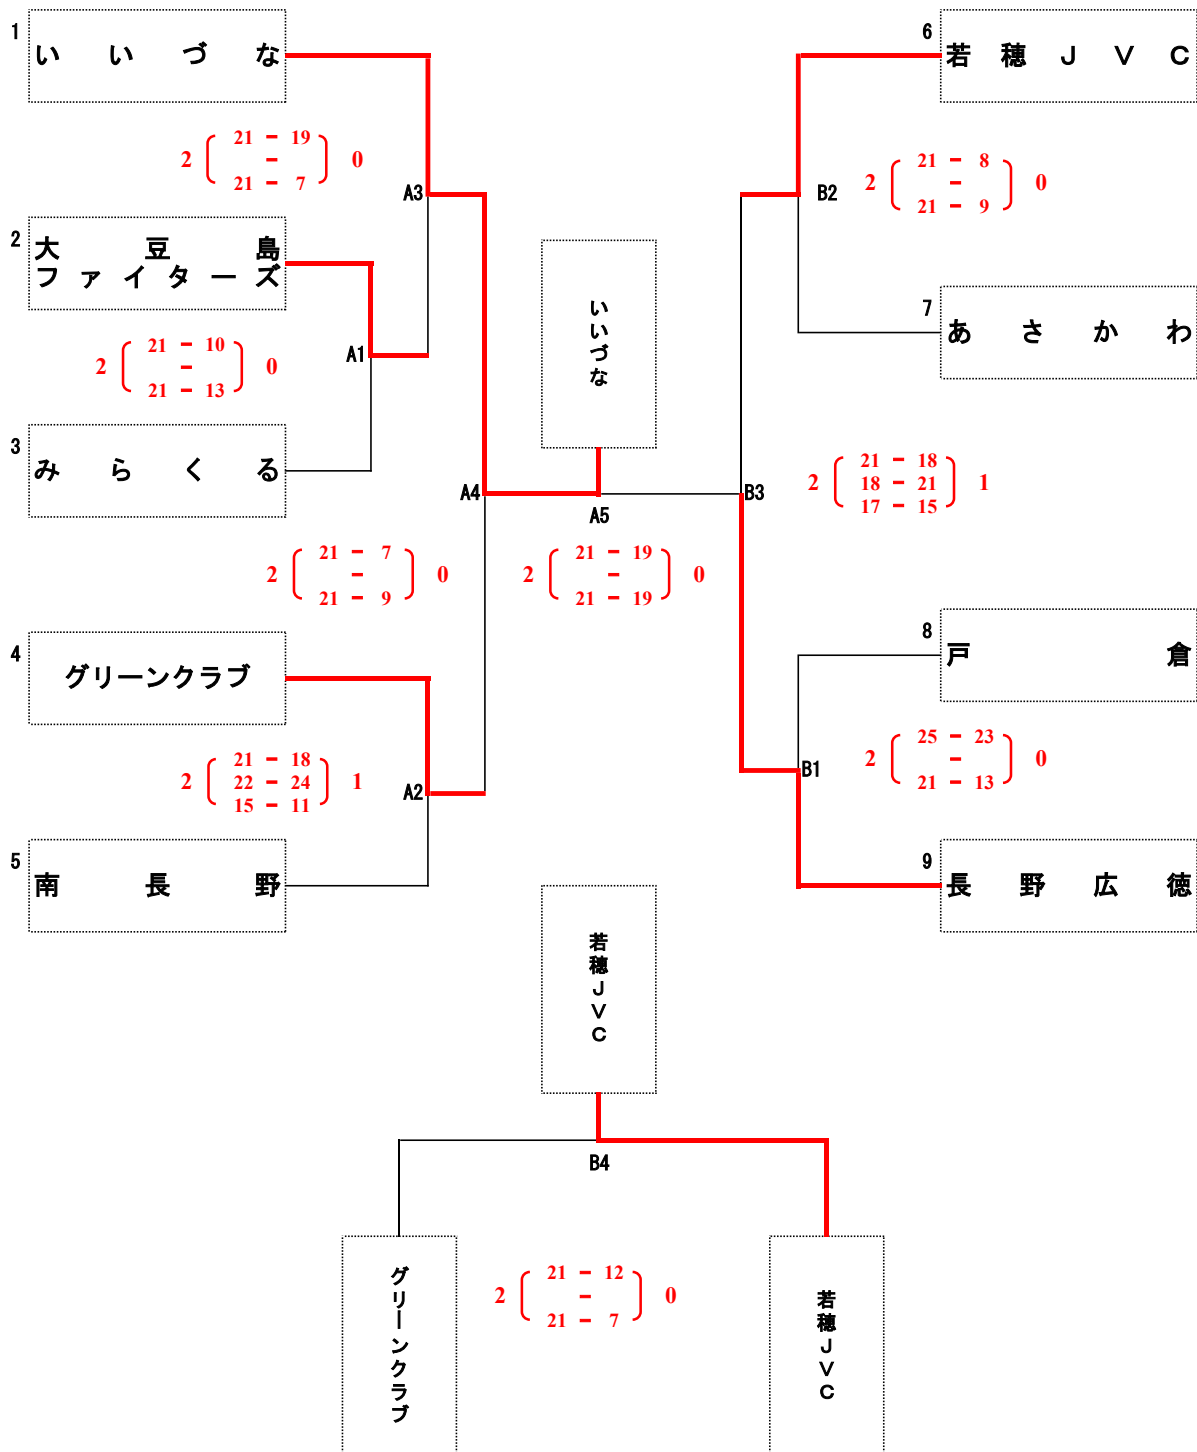 1
いいづな
2 ( 21 - 19 ) 0
-
21 - 7
A3
2
大豆島
ファイターズ
2 ( 21 - 10 ) 0
-
21 - 13
A1
3
みらくる
A4
2 ( 21 - 7 ) 0
-
21 - 9
4
グリーンクラブ
2 ( 21 - 18 ) 1
22 - 24
15 - 11
A2
5
南長野
いいづな
A5
2 ( 21 - 19 ) 0
-
21 - 19
6
若穂JVC
B2
2 ( 21 - 8 ) 0
-
21 - 9
7
あさかわ
B3
2 ( 21 - 18 ) 1
18 - 21
17 - 15
8
戸倉
B1
2 ( 25 - 23 ) 0
-
21 - 13
9
長野広徳
若穂JVC
B4
グリーンクラブ
2 ( 21 - 12 ) 0
-
21 - 7
若穂JVC